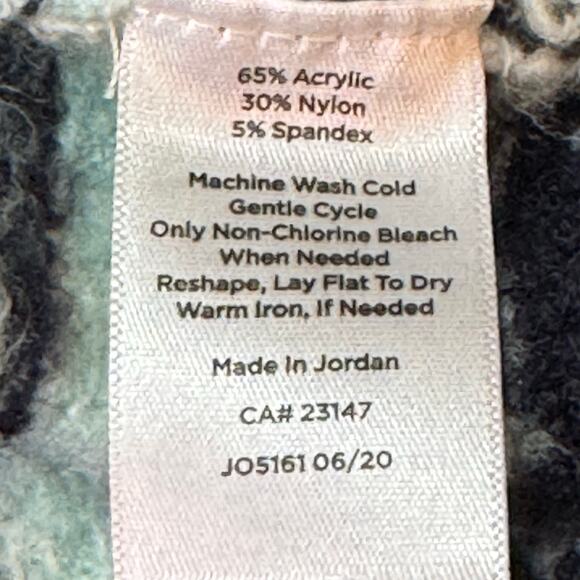 65% Acrylic
30% Nylon
5% Spandex
Machine Wash Cold
Gentle Cycle
Only Non-Chlorine Bleach
When Needed
Reshape, Lay Flat To Dry
Warm Iron, If Needed
Made In Jordan
CA# 23147
JO5161 06/20